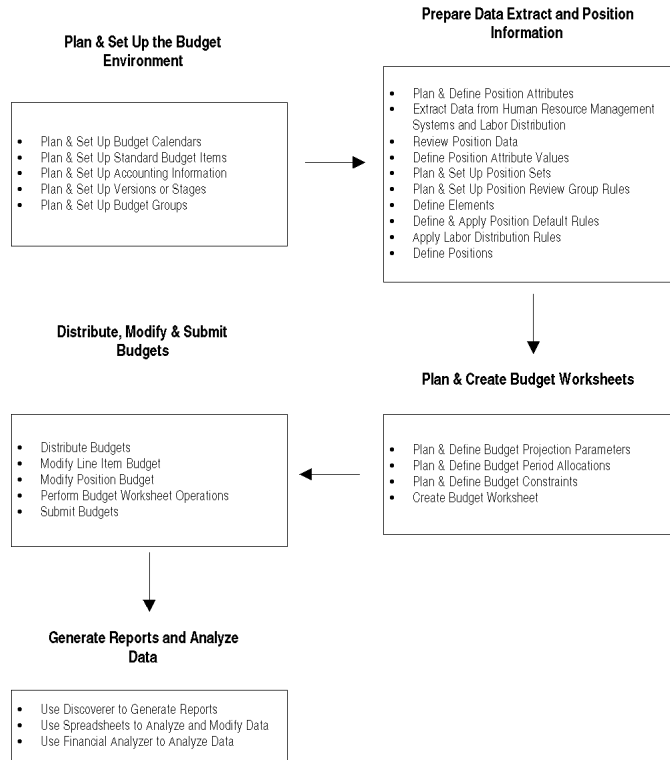 Plan & Set Up the Budget
Environment
• Plan & Set Up Budget Calendars
• Plan & Set Up Standard Budget Items
• Plan & Set Up Accounting Information
• Plan & Set Up Versions or Stages
• Plan & Set Up Budget Groups
Prepare Data Extract and Position
Information
• Plan & Define Position Attributes
• Extract Data from Human Resource Management
Systems and Labor Distribution
• Review Position Data
• Define Position Attribute Values
• Plan & Set Up Position Sets
• Plan & Set Up Position Review Group Rules
• Define Elements
• Define & Apply Position Default Rules
• Apply Labor Distribution Rules
• Define Positions
Plan & Create Budget Worksheets
• Plan & Define Budget Projection Parameters
• Plan & Define Budget Period Allocations
• Plan & Define Budget Constraints
• Create Budget Worksheet
Distribute, Modify & Submit
Budgets
• Distribute Budgets
• Modify Line Item Budget
• Modify Position Budget
• Perform Budget Worksheet Operations
• Submit Budgets
Generate Reports and Analyze
Data
• Use Discoverer to Generate Reports
• Use Spreadsheets to Analyze and Modify Data
• Use Financial Analyzer to Analyze Data